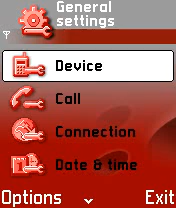 General
settings
Device
Call
Connection
Date & time
Options
Exit